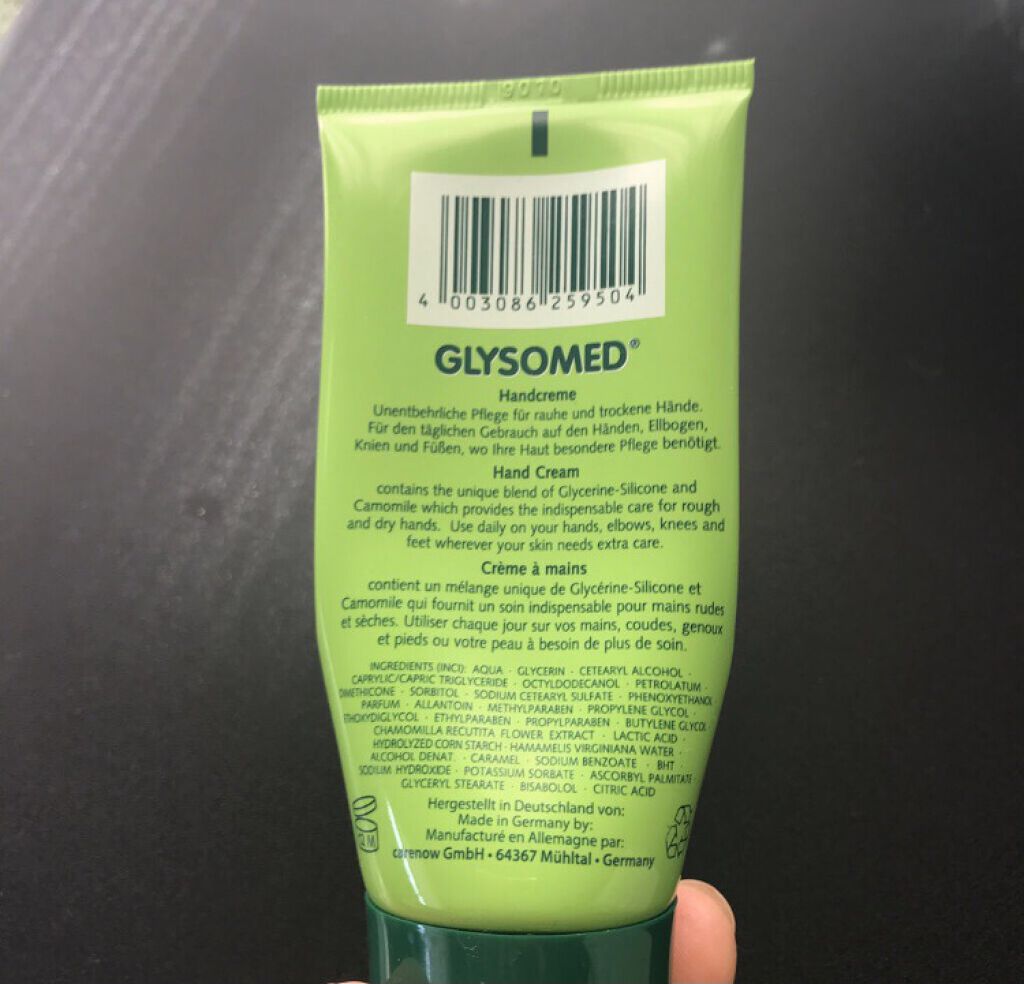 9070
4 003086 259504
GLYSOMED®
Handcreme
Unentbehrliche Pflege für rauhe und trockene Hände.
Für den täglichen Gebrauch auf den Händen, Ellbogen,
Knien und Füßen, wo Ihre Haut besondere Pflege benötigt.
Hand Cream
contains the unique blend of Glycerine-Silicone and
Camomile which provides the indispensable care for rough
and dry hands. Use daily on your hands, elbows, knees and
feet wherever your skin needs extra care.
Crème à mains
contient un mélange unique de Glycérine-Silicone et
Camomile qui fournit un soin indispensable pour mains rudes
et sèches. Utiliser chaque jour sur vos mains, coudes, genoux
et pieds ou votre peau à besoin de plus de soin.
INGREDIENTS (INCI): AQUA · GLYCERIN · CETEARYL ALCOHOL ·
CAPRYLIC/CAPRIC TRIGLYCERIDE · OCTYLDODECANOL · PETROLATUM ·
DIMETHICONE · SORBITOL · SODIUM CETEARYL SULFATE · PHENOXYETHANOL
PARFUM · ALLANTOIN · METHYLPARABEN · PROPYLENE GLYCOL ·
ETHOXYDIGLYCOL · ETHYLPARABEN · PROPYLPARABEN · BUTYLENE GLYCOL
CHAMOMILLA RECUTITA FLOWER EXTRACT · LACTIC ACID ·
HYDROLYZED CORN STARCH · HAMAMELIS VIRGINIANA WATER ·
ALCOHOL DENAT. · CARAMEL · SODIUM BENZOATE · BHT ·
SODIUM HYDROXIDE · POTASSIUM SORBATE · ASCORBYL PALMITATE
GLYCERYL STEARATE · BISABOLOL · CITRIC ACID
Hergestellt in Deutschland von:
Made in Germany by:
Manufacturé en Allemagne par:
carenow GmbH · 64367 Mühltal · Germany